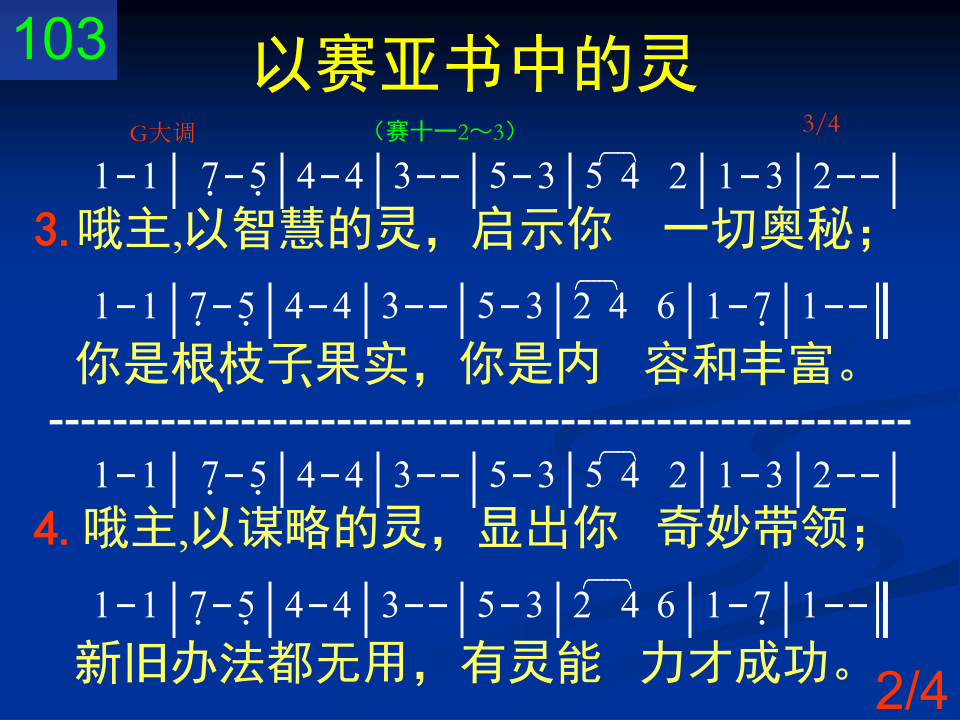 103
以赛亚书中的灵
G大调 （赛十一2～3） 3/4
1-1| 7̣-5̣|4-4|3--|5-3|5 4 2|1-3|2--|
3.哦主,以智慧的灵，启示你 一切奥秘；
1-1|7̣-5̣|4-4|3--|5-3|2 4 6|1-7̣|1--‖
你是根、枝子、果实，你是内 容和丰富。
------------------------------------------------------
1-1| 7̣-5̣|4-4|3--|5-3|5 4 2|1-3|2--|
4. 哦主,以谋略的灵，显出你 奇妙带领；
1-1|7̣-5̣|4-4|3--|5-3|2 4 6|1-7̣|1--‖
新旧办法都无用，有灵能 力才成功。
2/4